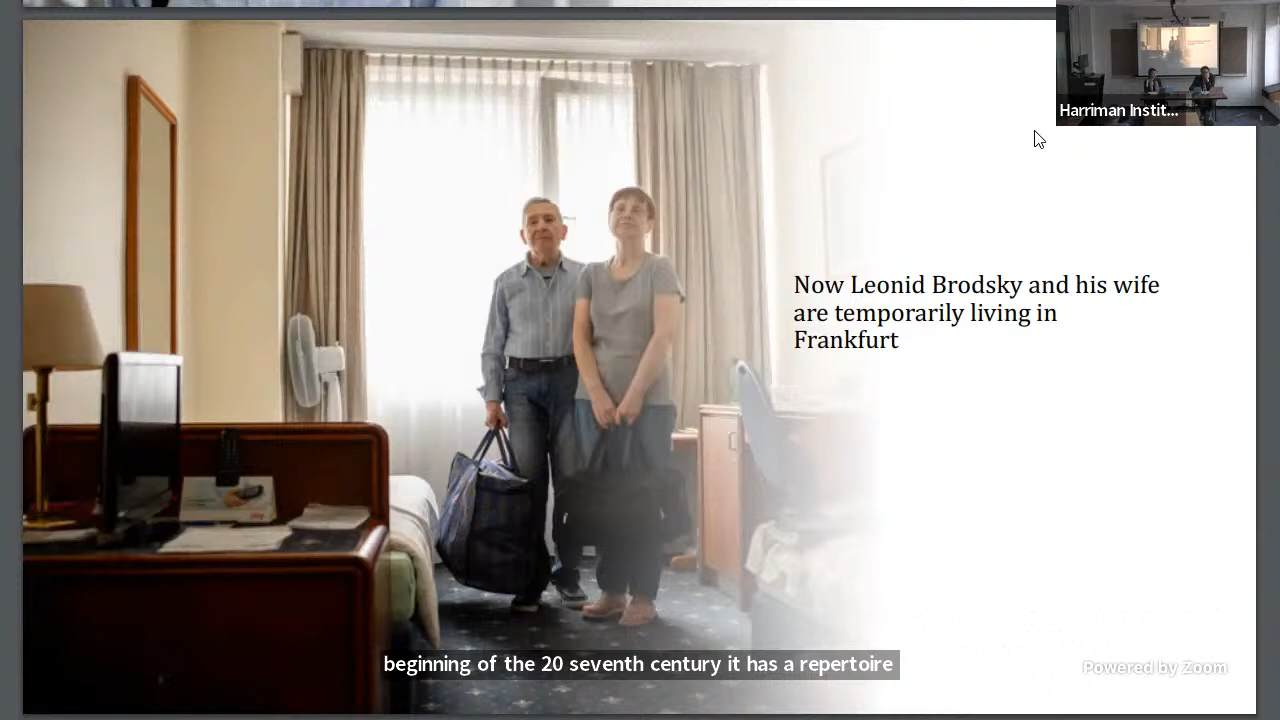 Harriman Instit...
Now Leonid Brodsky and his wife
are temporarily living in
Frankfurt
beginning of the 20 seventh century it has a repertoire
Powered by Zoom